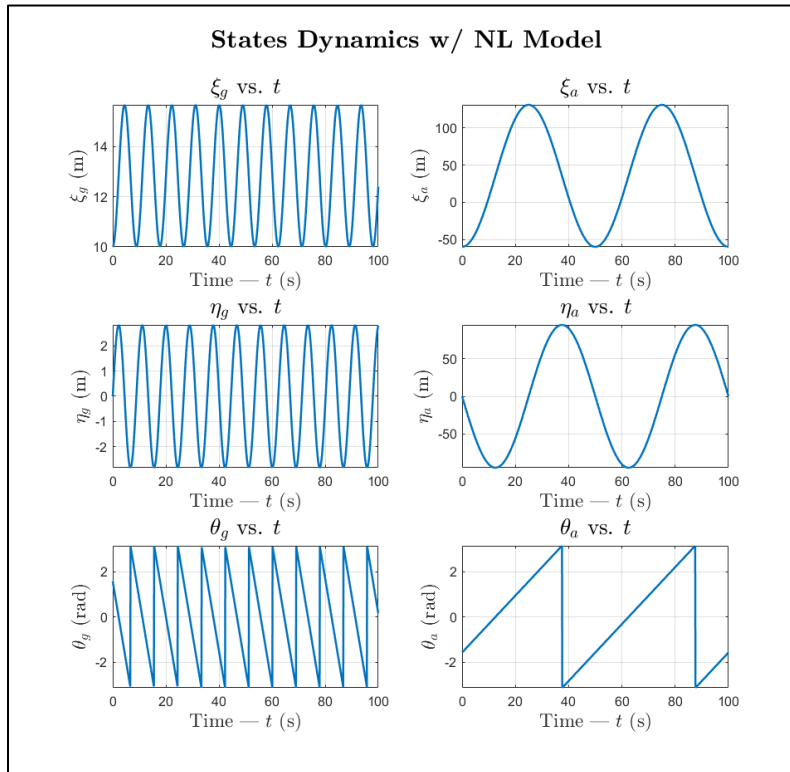 States Dynamics w/ NL Model
ξg vs. t
ξa vs. t
14
12
10
ξg (m)
0 20 40 60 80 100
Time — t (s)
100
50
0
-50
ξa (m)
0 20 40 60 80 100
Time — t (s)
ηg vs. t
ηa vs. t
2
1
0
-1
-2
ηg (m)
0 20 40 60 80 100
Time — t (s)
50
0
-50
ηa (m)
0 20 40 60 80 100
Time — t (s)
θg vs. t
θa vs. t
2
0
-2
θg (rad)
0 20 40 60 80 100
Time — t (s)
2
0
-2
θa (rad)
0 20 40 60 80 100
Time — t (s)